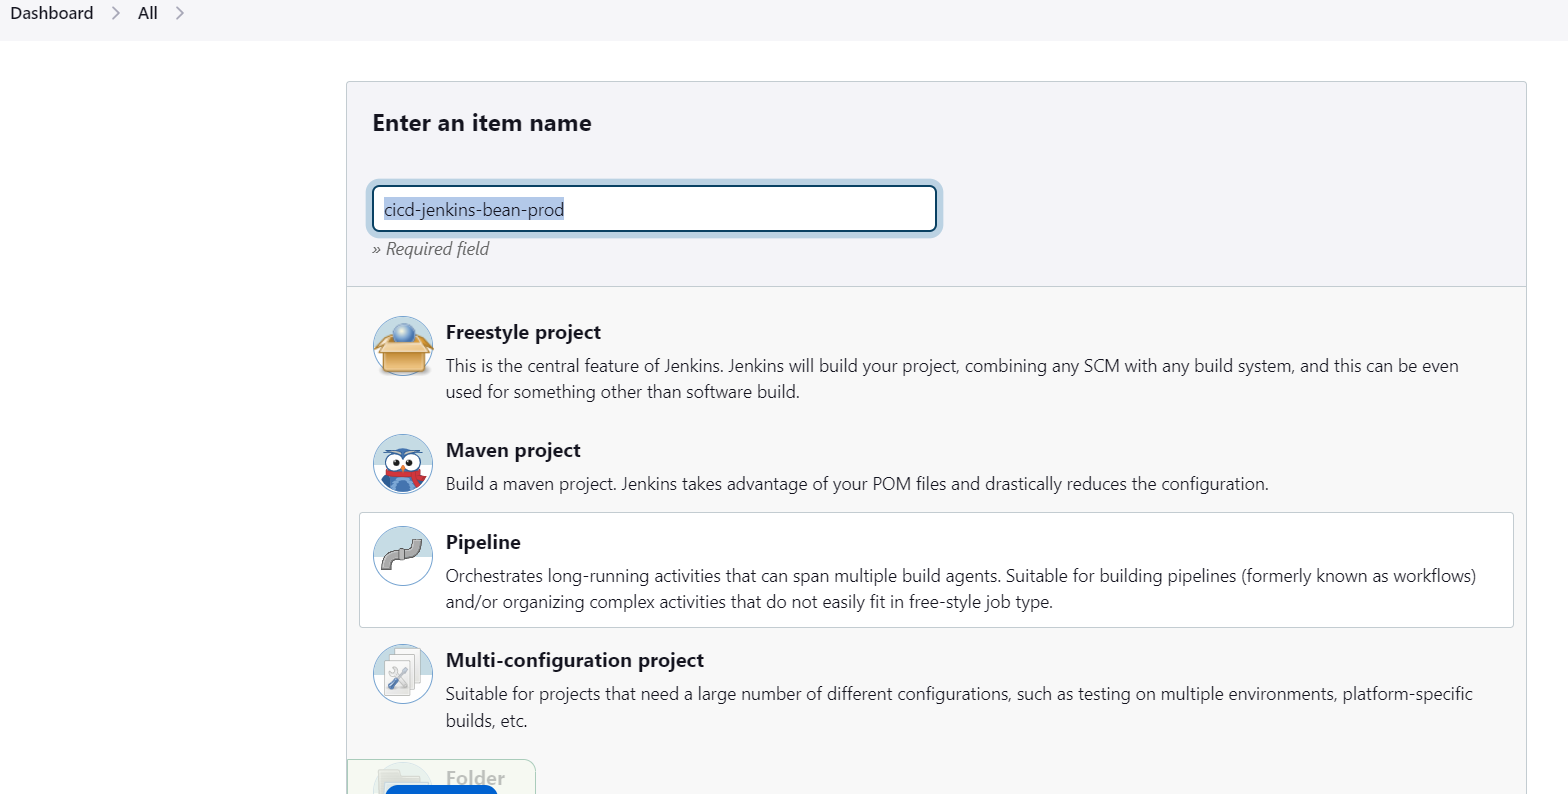 Dashboard > All >
Enter an item name
cicd-jenkins-bean-prod
» Required field
Freestyle project
This is the central feature of Jenkins. Jenkins will build your project, combining any SCM with any build system, and this can be even
used for something other than software build.
Maven project
Build a maven project. Jenkins takes advantage of your POM files and drastically reduces the configuration.
Pipeline
Orchestrates long-running activities that can span multiple build agents. Suitable for building pipelines (formerly known as workflows)
and/or organizing complex activities that do not easily fit in free-style job type.
Multi-configuration project
Suitable for projects that need a large number of different configurations, such as testing on multiple environments, platform-specific
builds, etc.
Folder